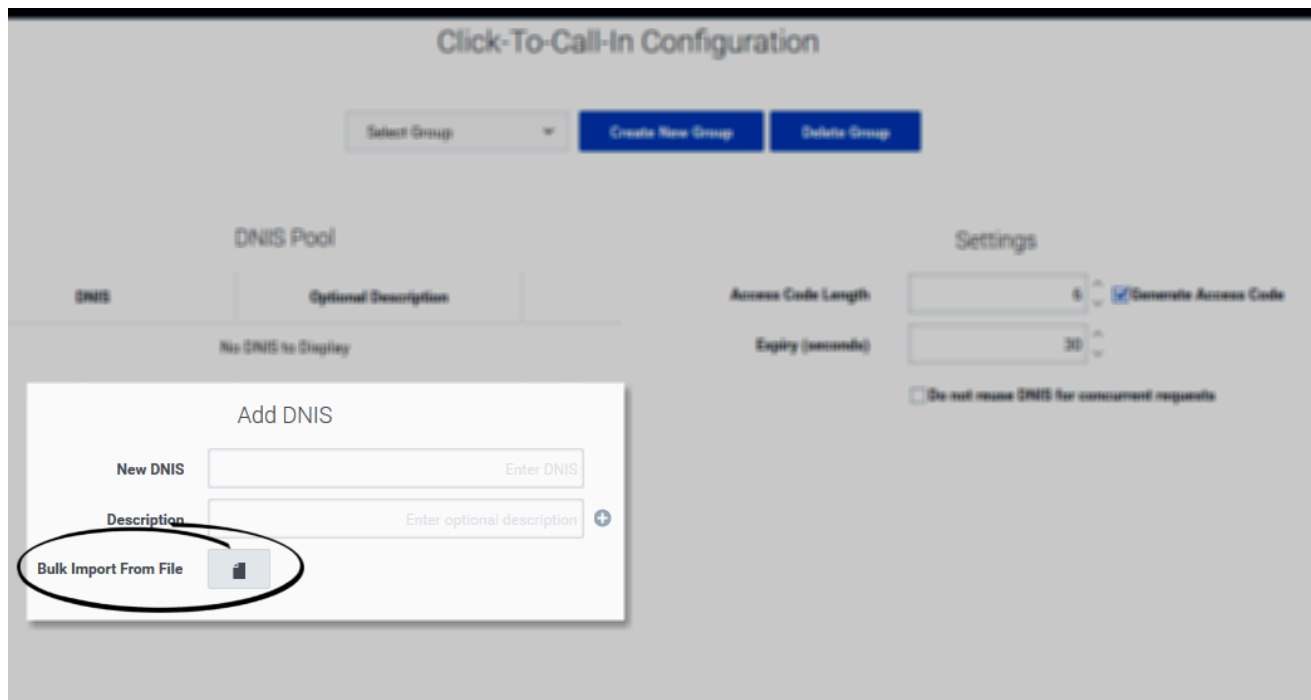 Click-To-Call-In Configuration
Select Group
Create New Group
Delete Group
DNIS Pool
DNIS
Optional Description
No DNIS to Display
Settings
Access Code Length
6
Generate Access Code
Expiry (seconds)
30
Do not reuse DNIS for concurrent requests
Add DNIS
New DNIS
Enter DNIS
Description
Enter optional description
Bulk Import From File